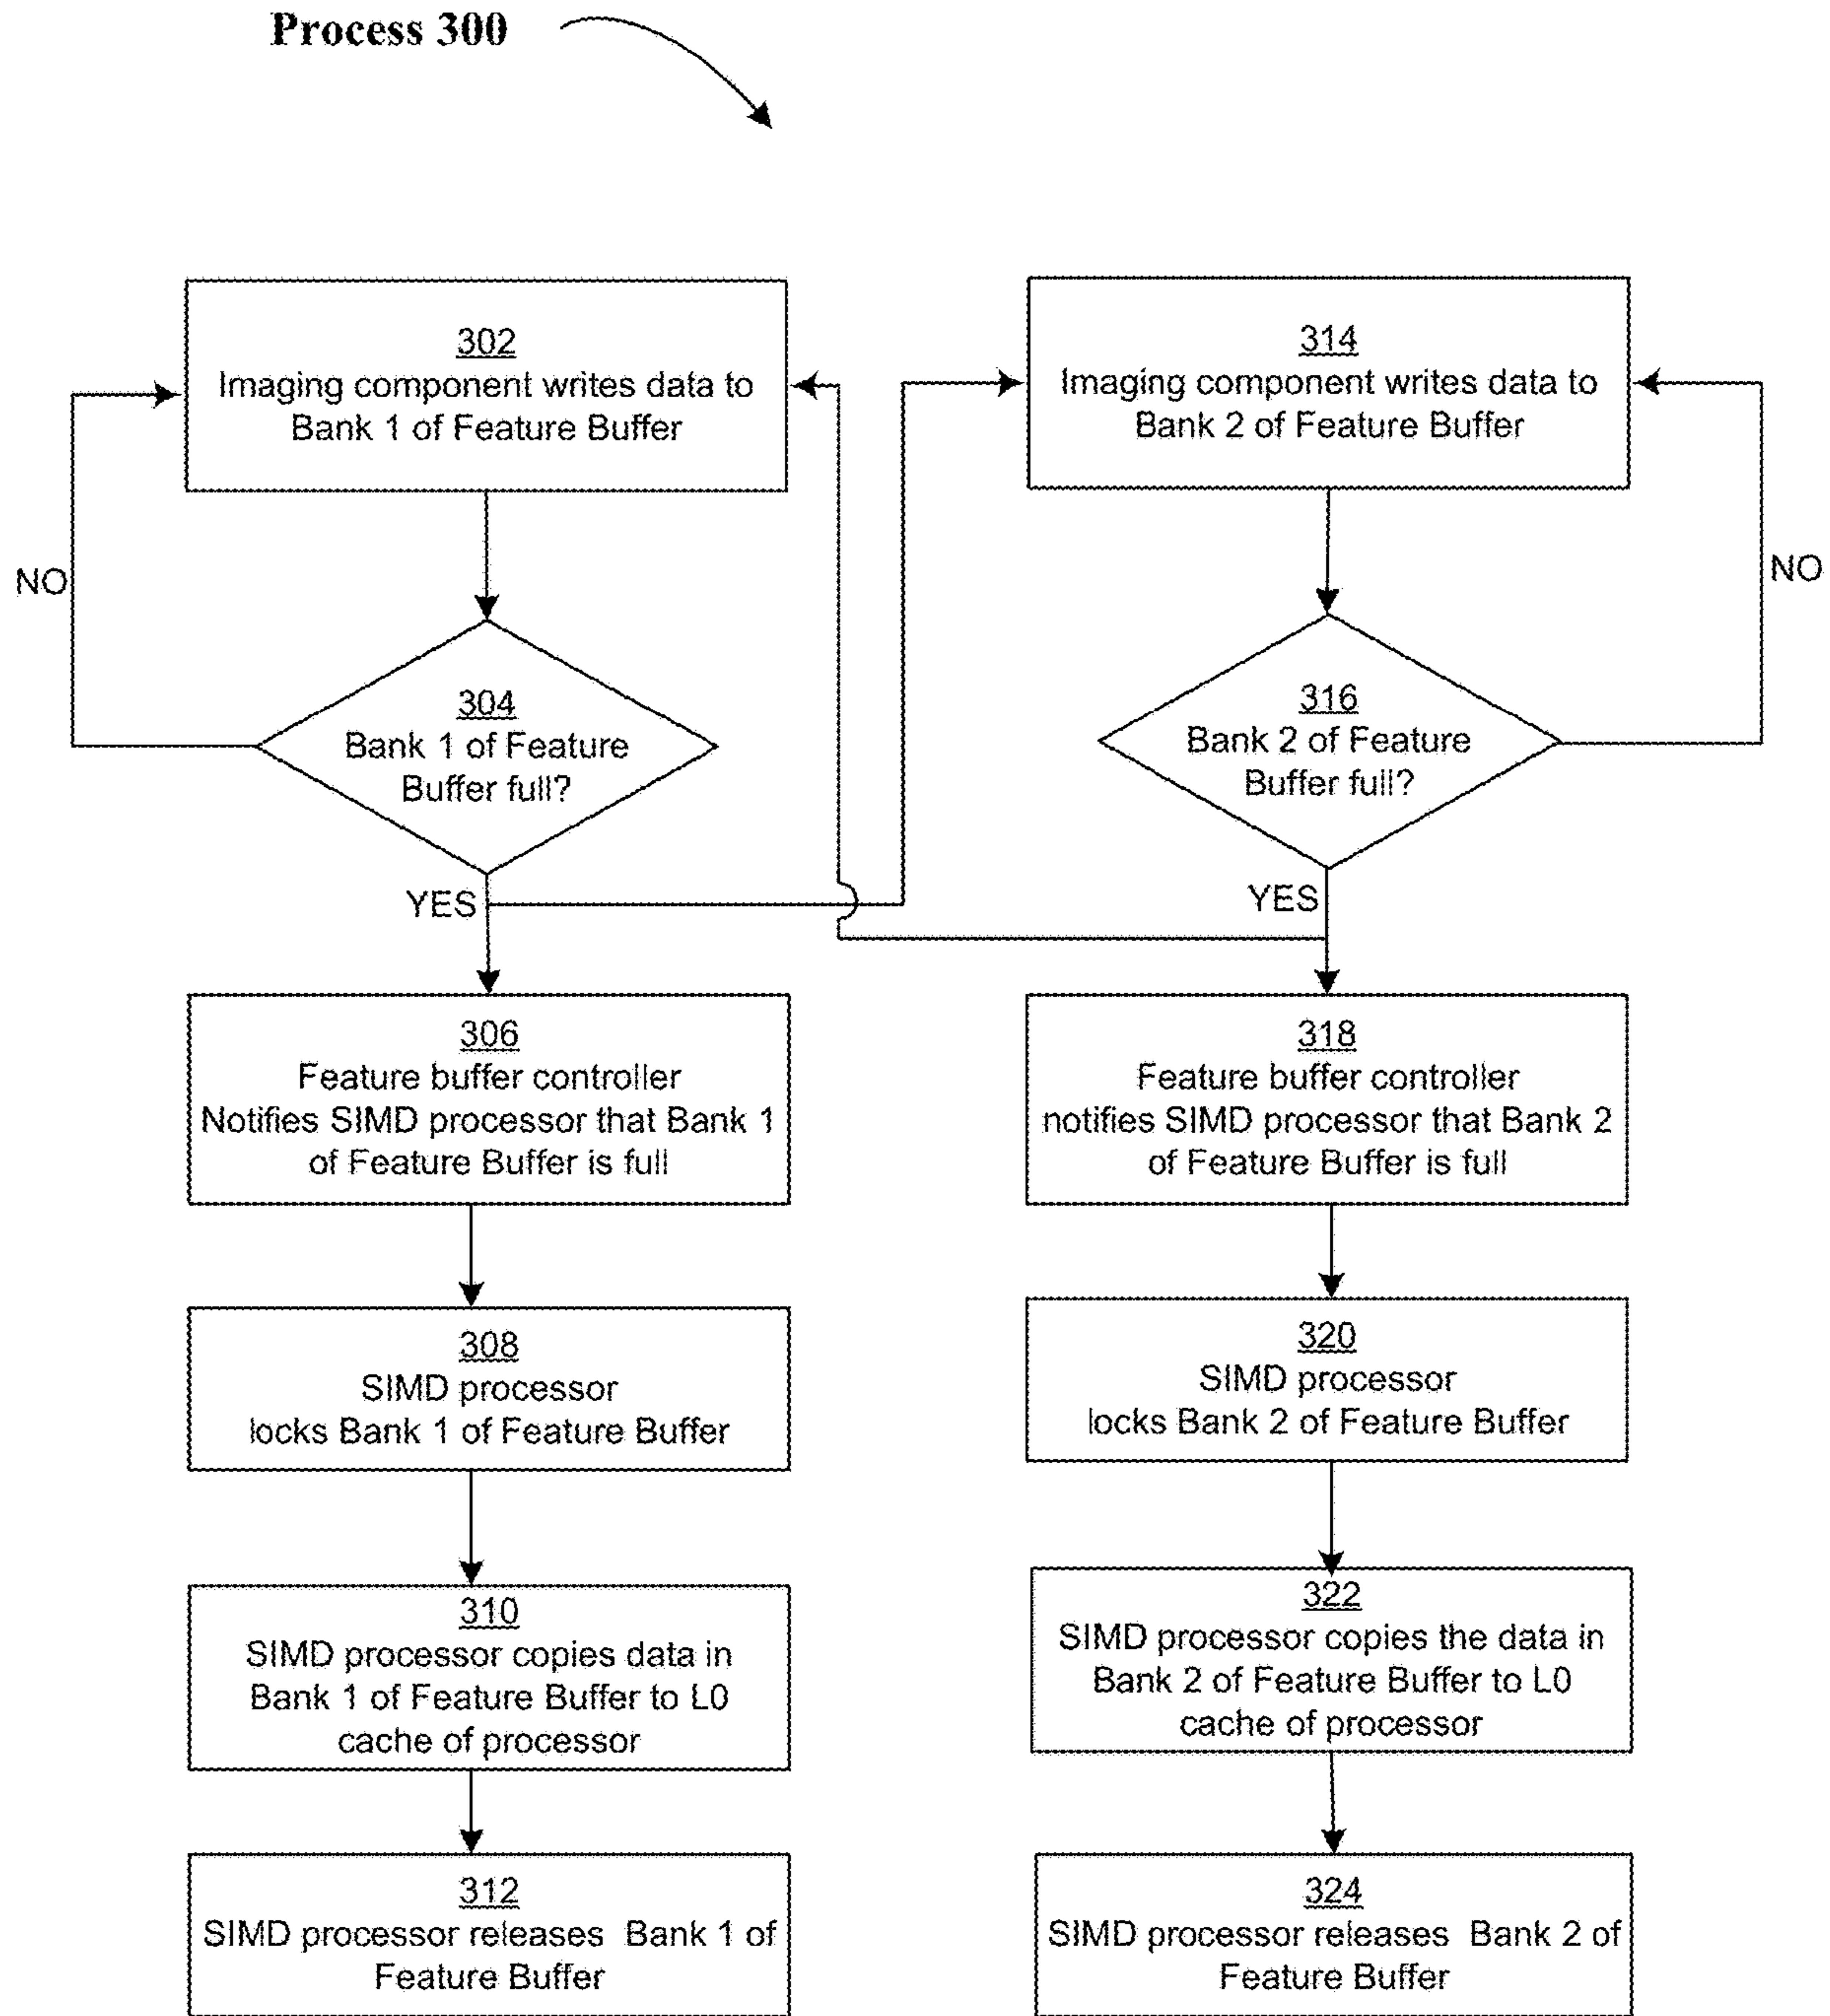 Process 300
302
Imaging component writes data to
Bank 1 of Feature Buffer
314
Imaging component writes data to
Bank 2 of Feature Buffer
NO
NO
304
Bank 1 of Feature
Buffer full?
316
Bank 2 of Feature
Buffer full?
YES
YES
306
Feature buffer controller
Notifies SIMD processor that Bank 1
of Feature Buffer is full
318
Feature buffer controller
notifies SIMD processor that Bank 2
of Feature Buffer is full
308
SIMD processor
locks Bank 1 of Feature Buffer
320
SIMD processor
locks Bank 2 of Feature Buffer
310
SIMD processor copies data in
Bank 1 of Feature Buffer to L0
cache of processor
322
SIMD processor copies the data in
Bank 2 of Feature Buffer to L0
cache of processor
312
SIMD processor releases Bank 1 of
Feature Buffer
324
SIMD processor releases Bank 2 of
Feature Buffer